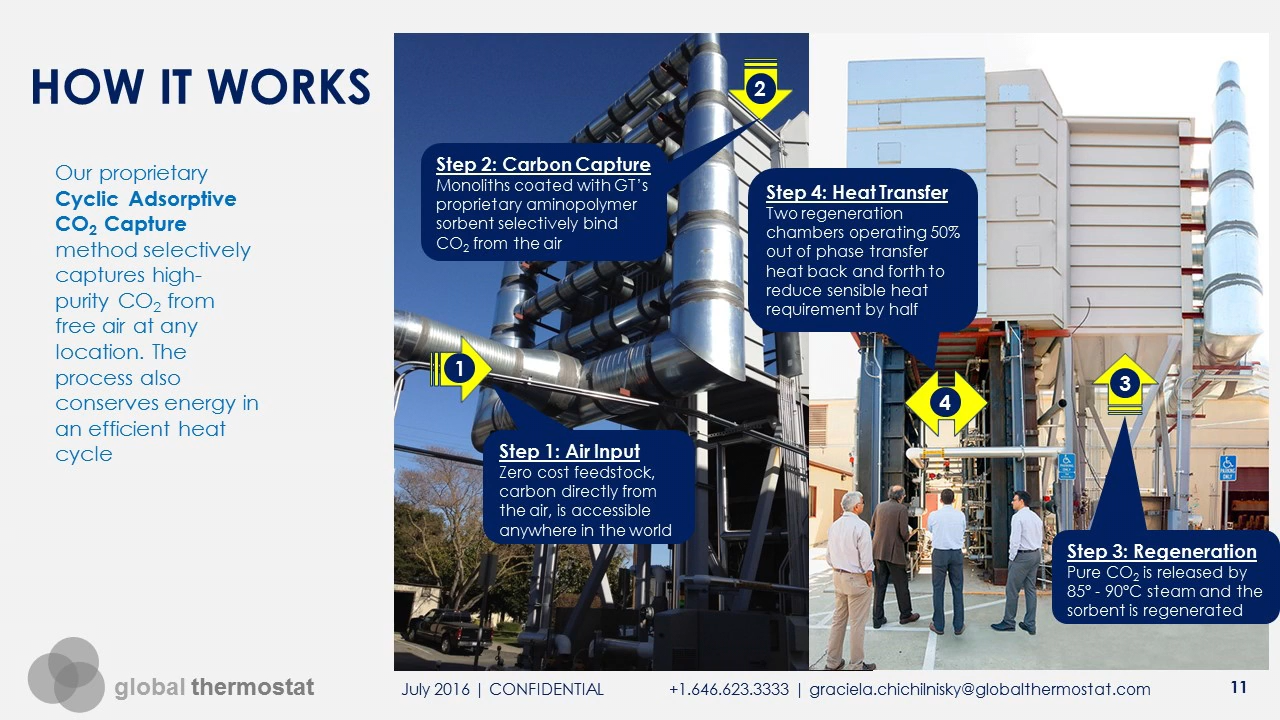 HOW IT WORKS
Our proprietary
Cyclic Adsorptive
CO₂ Capture
method selectively
captures high-
purity CO₂ from
free air at any
location. The
process also
conserves energy in
an efficient heat
cycle
2
Step 2: Carbon Capture
Monoliths coated with GT’s
proprietary aminopolymer
sorbent selectively bind
CO₂ from the air
1
Step 1: Air Input
Zero cost feedstock,
carbon directly from
the air, is accessible
anywhere in the world
Step 4: Heat Transfer
Two regeneration
chambers operating 50%
out of phase transfer
heat back and forth to
reduce sensible heat
requirement by half
4
3
Step 3: Regeneration
Pure CO₂ is released by
85° - 90°C steam and the
sorbent is regenerated
global thermostat
July 2016 | CONFIDENTIAL
+1.646.623.3333 | graciela.chichilnisky@globalthermostat.com
11